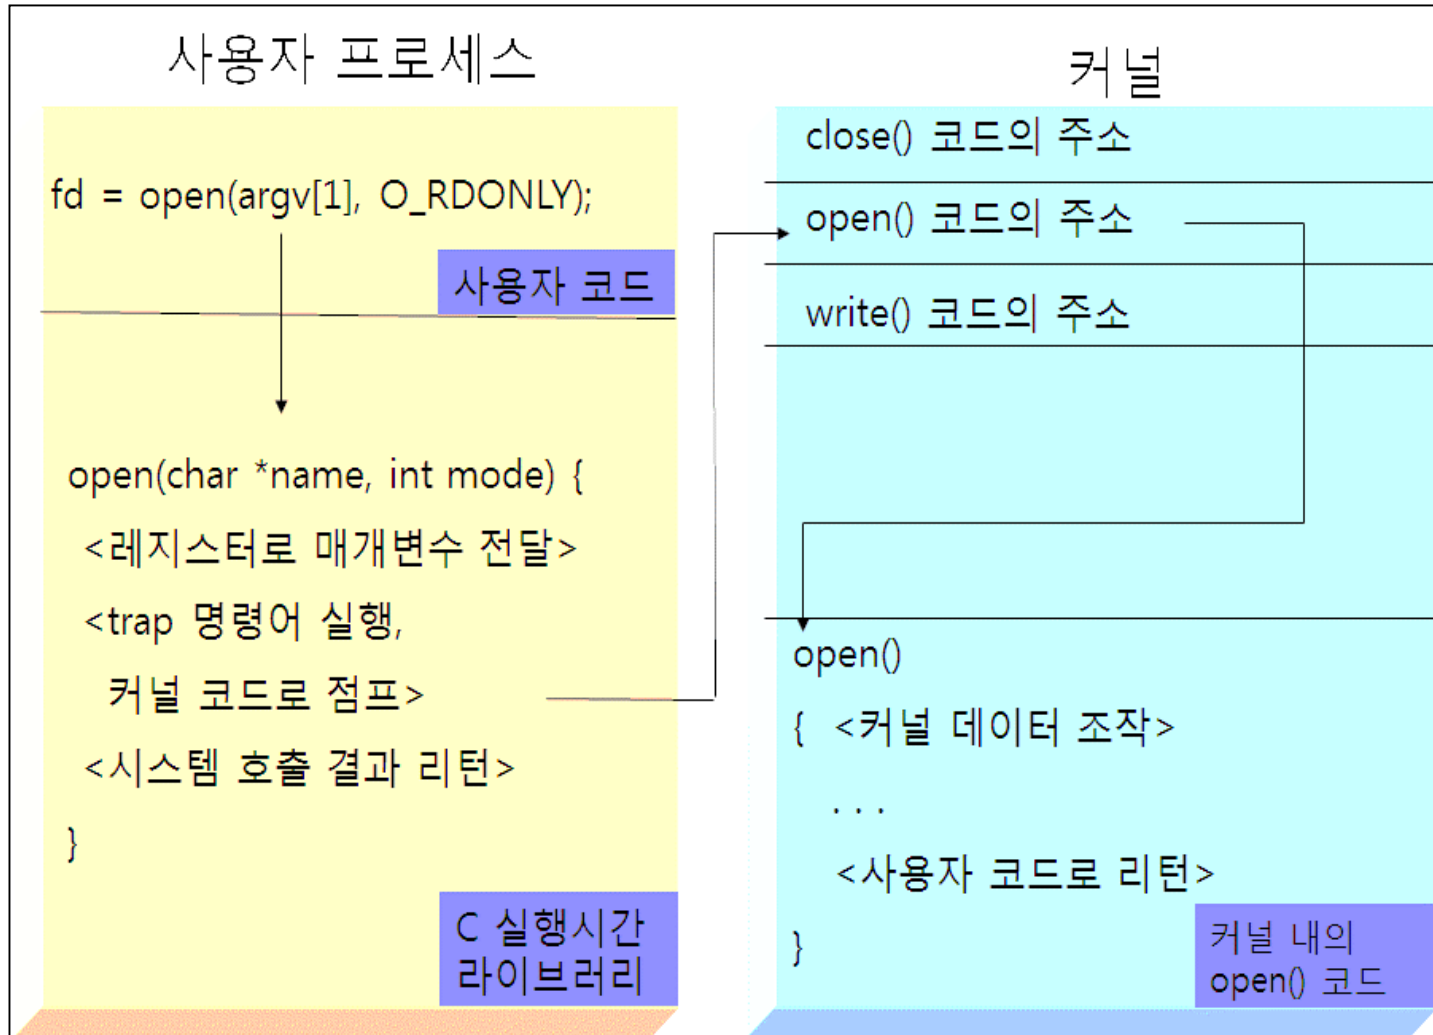 사용자 프로세스
fd = open(argv[1], O_RDONLY);
사용자 코드
open(char *name, int mode) {
<레지스터로 매개변수 전달>
<trap 명령어 실행,
커널 코드로 점프>
<시스템 호출 결과 리턴>
}
C 실행시간
라이브러리
커널
close() 코드의 주소
open() 코드의 주소
write() 코드의 주소
open()
{ <커널 데이터 조작>
. . .
<사용자 코드로 리턴>
}
커널 내의
open() 코드